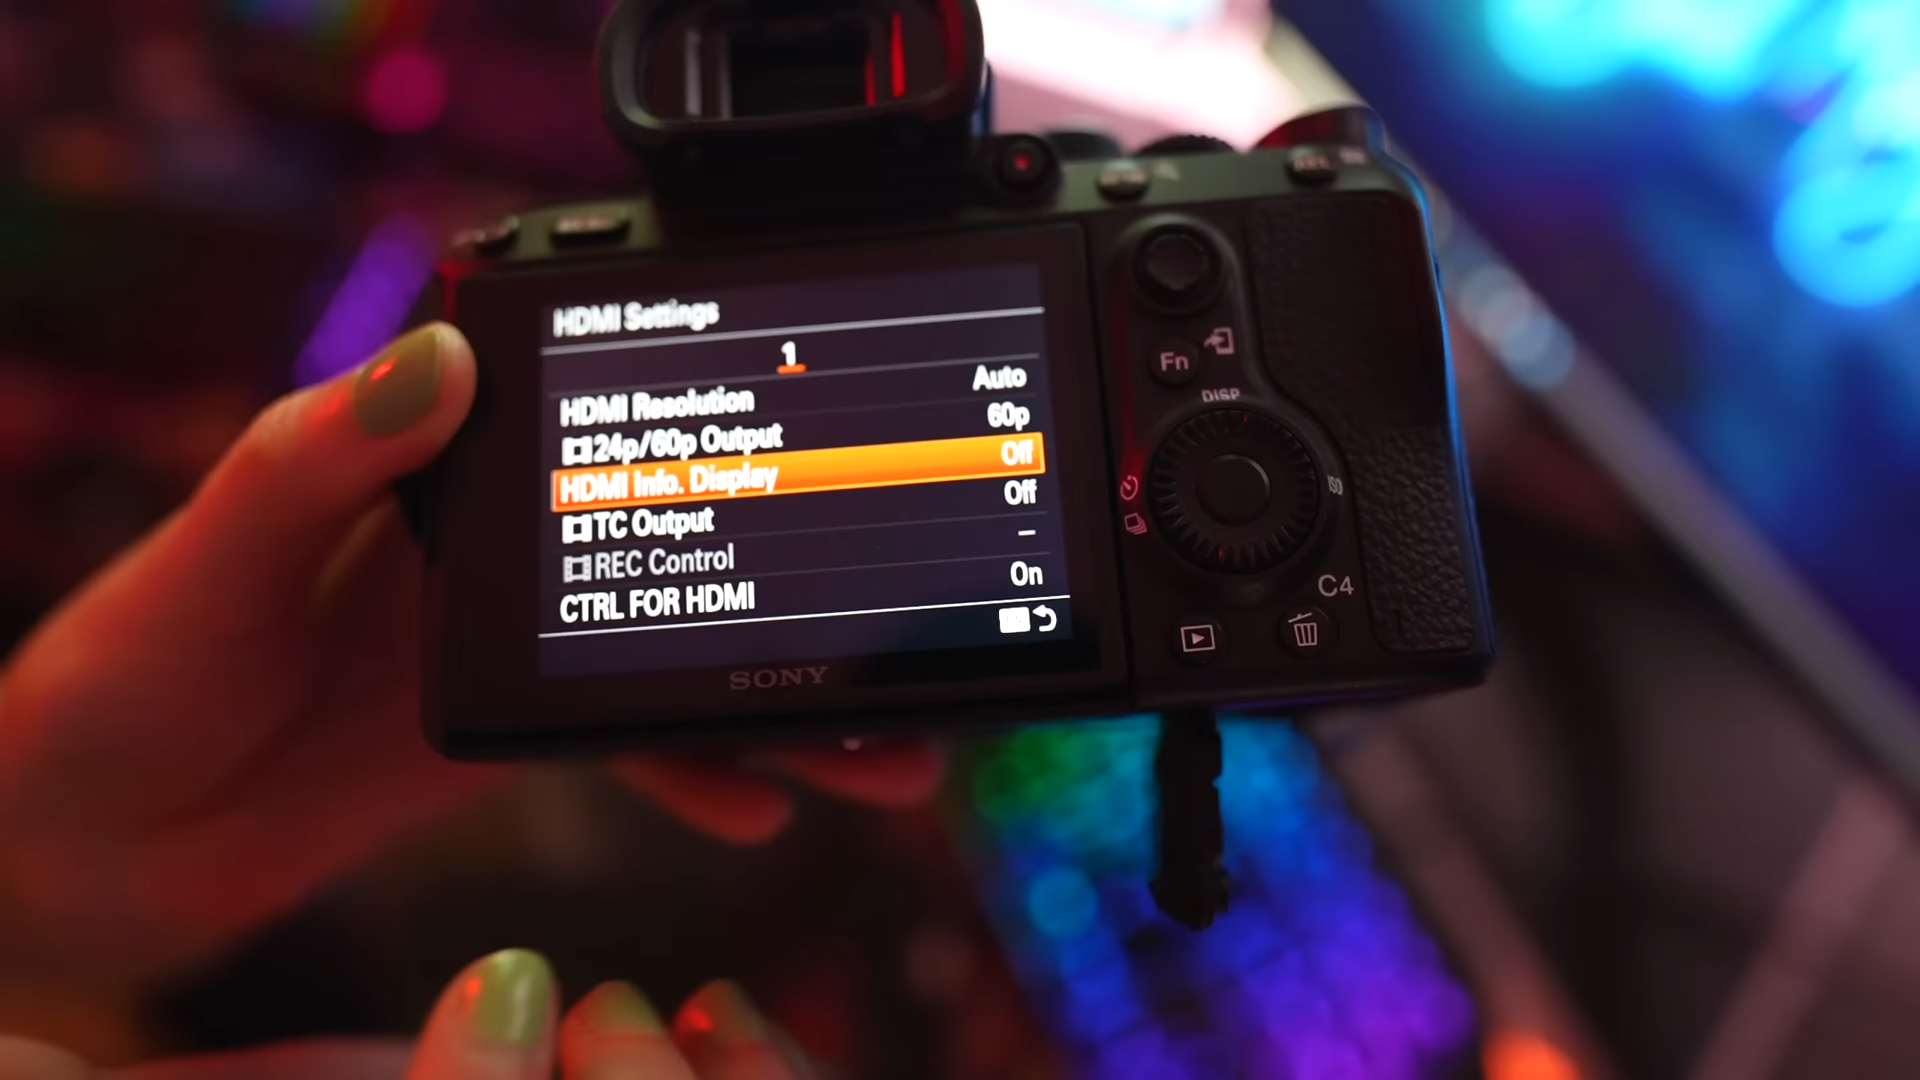 HDMI Settings
1
HDMI Resolution Auto
24p/60p Output 60p
HDMI Info. Display Off
TC Output Off
REC Control –
CTRL FOR HDMI On
SONY
Fn
DISP
ISO
C4